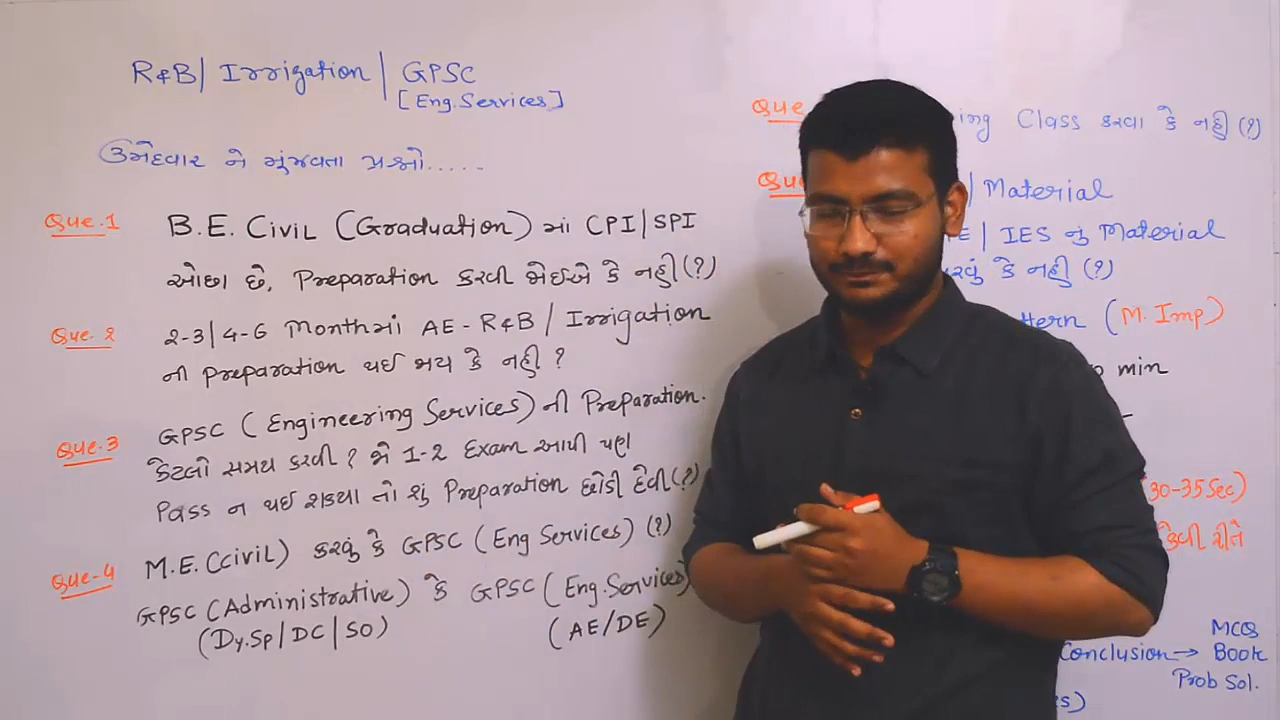 R&B | Irrigation | GPSC
[Eng. Services]
ઉમેદવાર ને મૂંઝવતા પ્રશ્નો.....
Que.1 B.E. Civil (Graduation) માં CPI|SPI
ઓછા છે, Preparation કરવી જોઈએ કે નહી (?)
Que. 2 2-3|4-6 Month માં AE-R&B / Irrigation
ની Preparation થઈ જાય કે નહી ?
Que.3 GPSC (Engineering Services) ની Preparation.
કેટલો સમય કરવી ? જો 1-2 Exam આપી પણ
Pass ન થઈ શક્યા તો શું Preparation છોડી દેવી (?)
Que-4 M.E. (Civil) કરવું કે GPSC (Eng Services) (?)
GPSC (Administrative) કે GPSC (Eng. Services)
(Dy.Sp|DC|SO) (AE/DE)
Que
ing Class કરવા કે નહી (?)
Que
| Material
E | IES નું Material
કે નહી (?)
ttern (M. Imp)
min
30-35 Sec)
કેવી રીતે
Conclusion → MCQ
Book
Prob Sol.